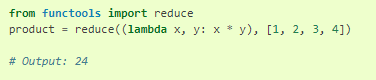 from functools import reduce
product = reduce((lambda x, y: x * y), [1, 2, 3, 4])
# Output: 24